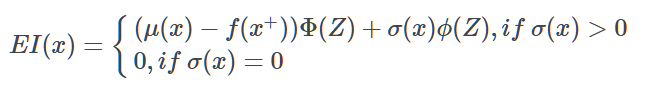 EI(x) = { (μ(x) − f(x⁺))Φ(Z) + σ(x)ϕ(Z), if σ(x) > 0
0, if σ(x) = 0